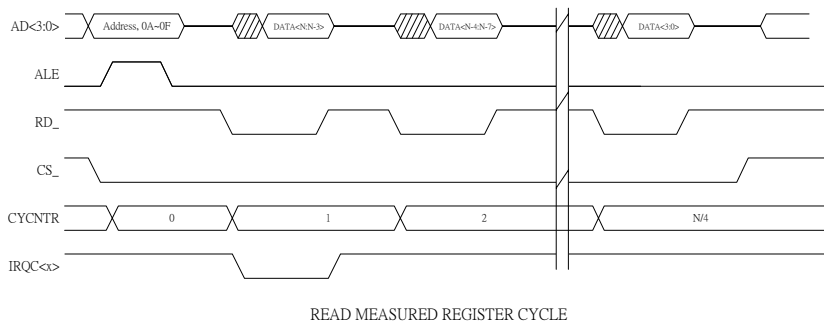 AD<3:0> Address, 0A~0F DATA<N:N-3> DATA<N-4:N-7> DATA<3:0>
ALE
RD_
CS_
CYCNTR 0 1 2 N/4
IRQC<x>
READ MEASURED REGISTER CYCLE